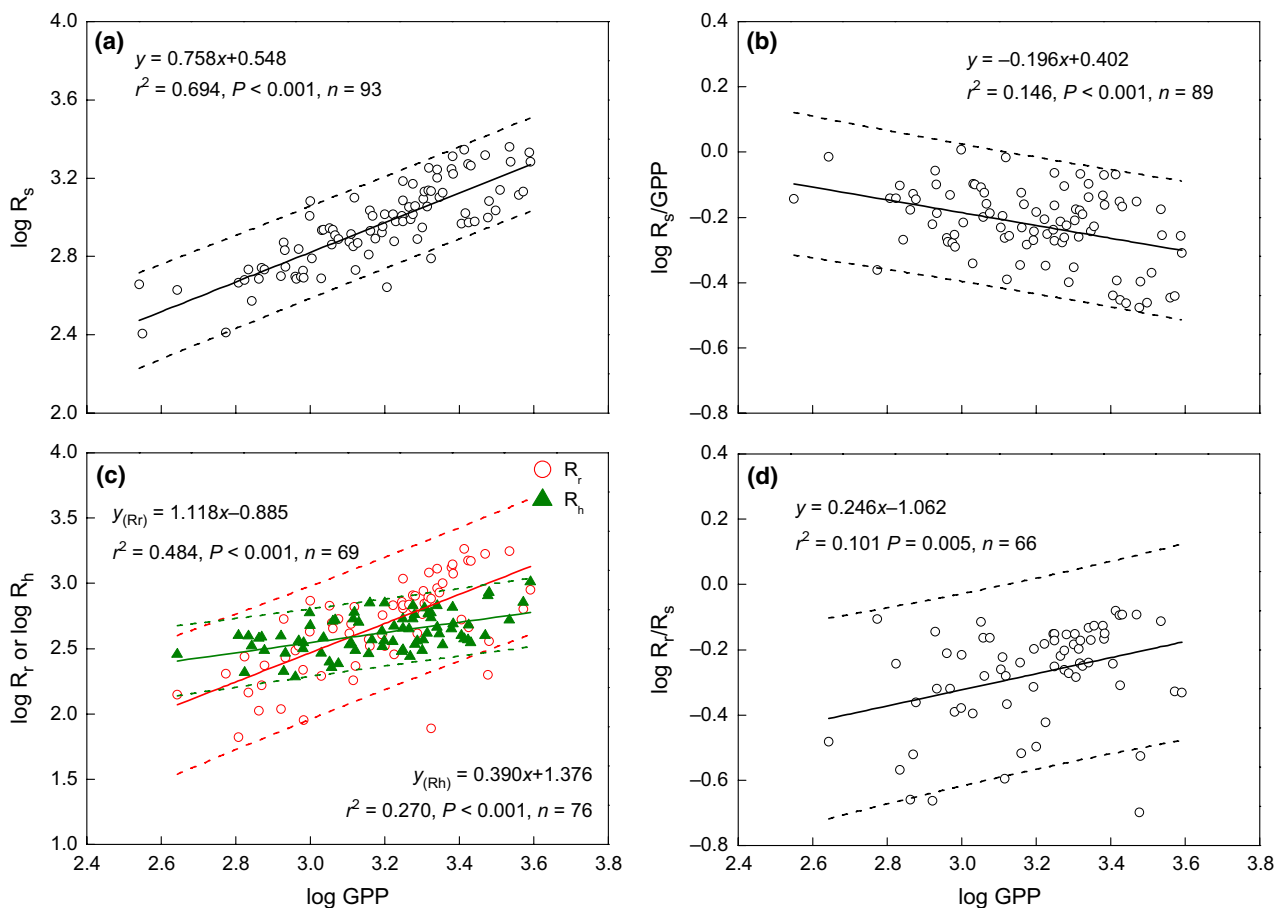 (a)
y = 0.758x+0.548
r² = 0.694, P < 0.001, n = 93
log Rₛ
4.0
3.6
3.2
2.8
2.4
2.0
(b)
y = –0.196x+0.402
r² = 0.146, P < 0.001, n = 89
log Rₛ/GPP
0.4
0.2
0.0
–0.2
–0.4
–0.6
–0.8
(c)
Rᵣ
Rₕ
y(Rr) = 1.118x–0.885
r² = 0.484, P < 0.001, n = 69
y(Rh) = 0.390x+1.376
r² = 0.270, P < 0.001, n = 76
log Rᵣ or log Rₕ
4.0
3.5
3.0
2.5
2.0
1.5
1.0
2.4 2.6 2.8 3.0 3.2 3.4 3.6 3.8
log GPP
(d)
y = 0.246x–1.062
r² = 0.101 P = 0.005, n = 66
log Rᵣ/Rₛ
0.4
0.2
0.0
–0.2
–0.4
–0.6
–0.8
2.4 2.6 2.8 3.0 3.2 3.4 3.6 3.8
log GPP